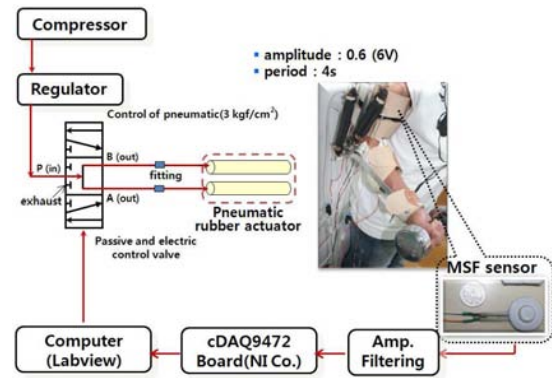 Compressor
Regulator
▪ amplitude : 0.6 (6V)
▪ period : 4s
Control of pneumatic(3 kgf/cm²)
B (out)
P (in)
fitting
exhaust
A (out)
Pneumatic
rubber actuator
Passive and electric
control valve
MSF sensor
Computer
(Labview)
cDAQ9472
Board(NI Co.)
Amp.
Filtering